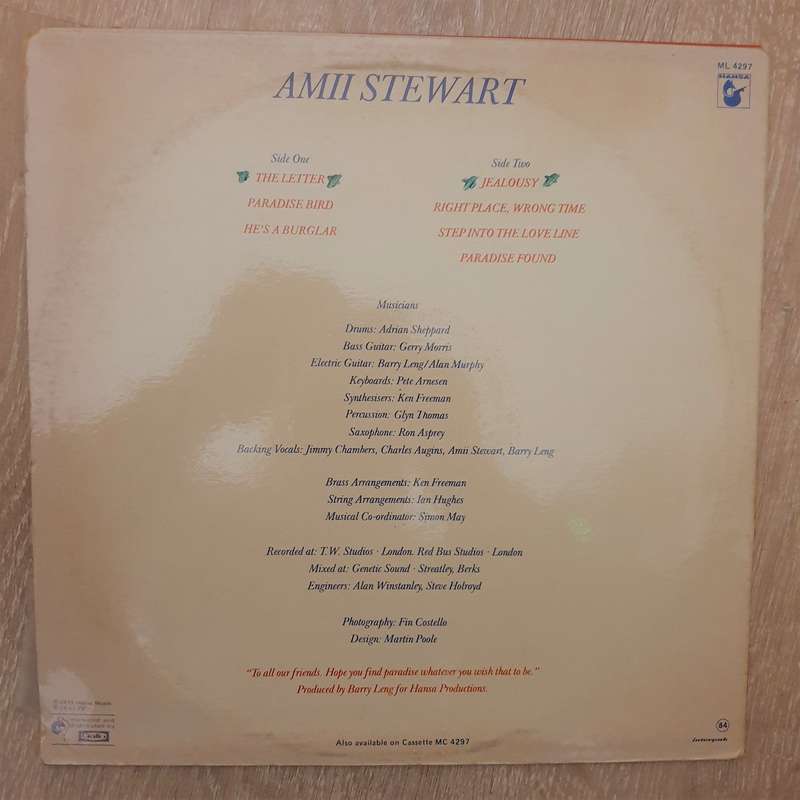 ML 4297
HANSA
AMII STEWART
Side One
THE LETTER
PARADISE BIRD
HE'S A BURGLAR
Side Two
JEALOUSY
RIGHT PLACE, WRONG TIME
STEP INTO THE LOVE LINE
PARADISE FOUND
Musicians
Drums: Adrian Sheppard
Bass Guitar: Gerry Morris
Electric Guitar: Barry Leng/Alan Murphy
Keyboards: Pete Arnesen
Synthesisers: Ken Freeman
Percussion: Glyn Thomas
Saxophone: Ron Asprey
Backing Vocals: Jimmy Chambers, Charles Augins, Amii Stewart, Barry Leng
Brass Arrangements: Ken Freeman
String Arrangements: Ian Hughes
Musical Co-ordinator: Simon May
Recorded at: T.W. Studios · London. Red Bus Studios · London
Mixed at: Genetic Sound · Streatley, Berks
Engineers: Alan Winstanley, Steve Holroyd
Photography: Fin Costello
Design: Martin Poole
"To all our friends. Hope you find paradise whatever you wish that to be."
Produced by Barry Leng for Hansa Productions.
84
Also available on Cassette MC 4297